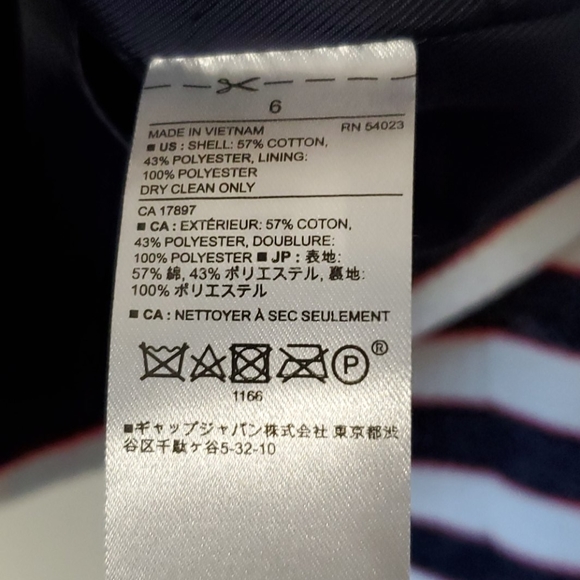 6
MADE IN VIETNAM RN 54023
■ US : SHELL: 57% COTTON,
43% POLYESTER, LINING:
100% POLYESTER
DRY CLEAN ONLY
CA 17897
■ CA : EXTÉRIEUR: 57% COTON,
43% POLYESTER, DOUBLURE:
100% POLYESTER ■ JP : 表地:
57% 綿, 43% ポリエステル, 裏地:
100% ポリエステル
■ CA : NETTOYER À SEC SEULEMENT
P ®
1166
■ギャップジャパン株式会社 東京都渋
谷区千駄ヶ谷5-32-10